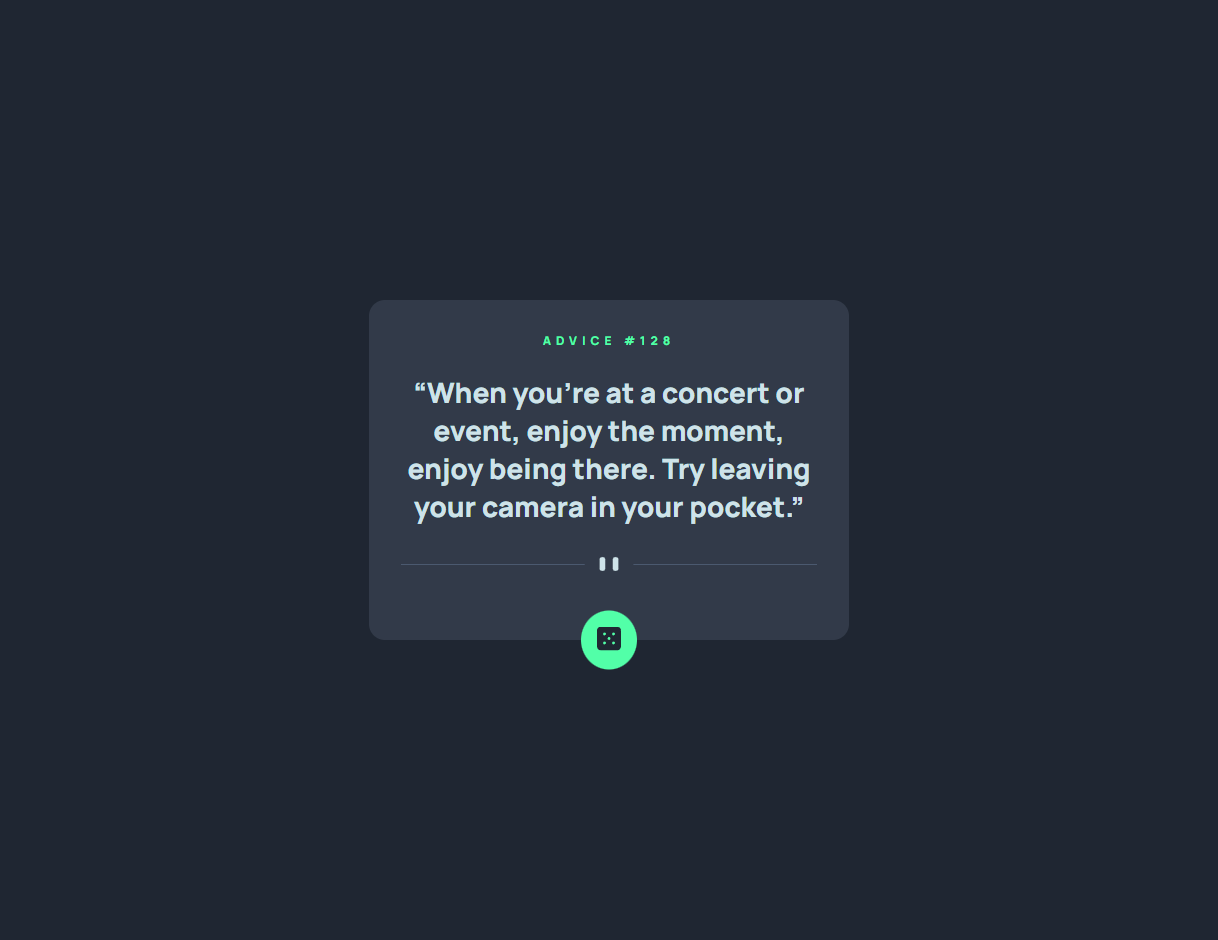 ADVICE #128
“When you’re at a concert or
event, enjoy the moment,
enjoy being there. Try leaving
your camera in your pocket.”